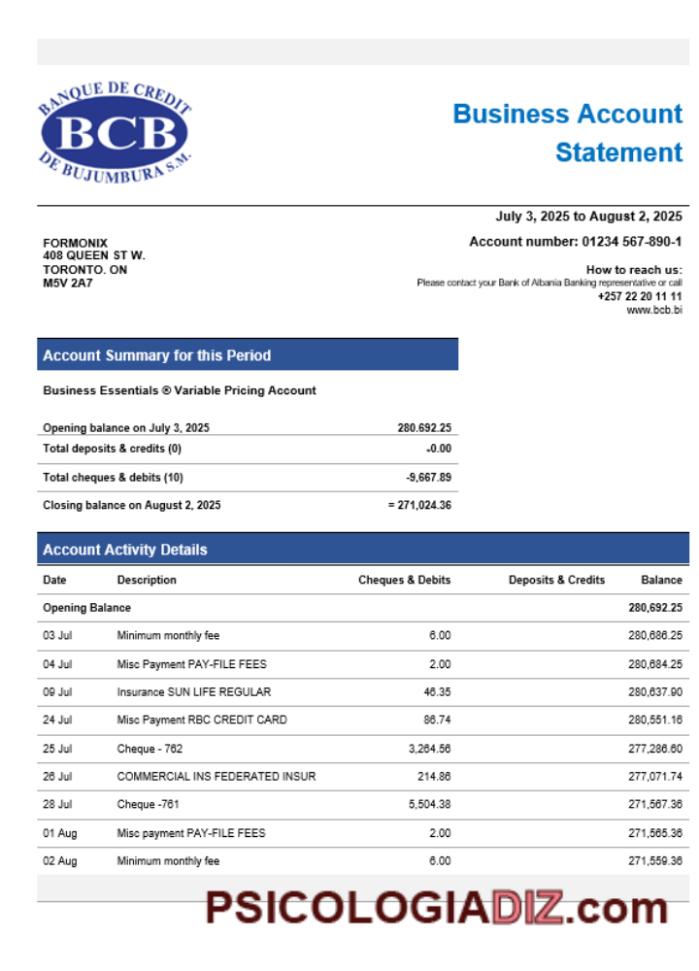 BANQUE DE CREDIT
BCB
DE BUJUMBURA S.M.
Business Account
Statement
July 3, 2025 to August 2, 2025
Account number: 01234 567-890-1
FORMONIX
408 QUEEN ST W.
TORONTO. ON
M5V 2A7
How to reach us:
Please contact your Bank of Albania Banking representative or call
+257 22 20 11 11
www.bcb.bi
Account Summary for this Period
Business Essentials ® Variable Pricing Account
Opening balance on July 3, 2025 280.692.25
Total deposits & credits (0) -0.00
Total cheques & debits (10) -9,667.89
Closing balance on August 2, 2025 = 271,024.36
Account Activity Details
Date Description Cheques & Debits Deposits & Credits Balance
Opening Balance 280,692.25
03 Jul Minimum monthly fee 6.00 280,686.25
04 Jul Misc Payment PAY-FILE FEES 2.00 280,684.25
09 Jul Insurance SUN LIFE REGULAR 46.35 280,637.90
24 Jul Misc Payment RBC CREDIT CARD 86.74 280,551.16
25 Jul Cheque - 762 3,264.56 277,286.60
26 Jul COMMERCIAL INS FEDERATED INSUR 214.86 277,071.74
28 Jul Cheque -761 5,504.38 271,567.36
01 Aug Misc payment PAY-FILE FEES 2.00 271,565.36
02 Aug Minimum monthly fee 6.00 271,559.36
PSICOLOGIADIZ.com